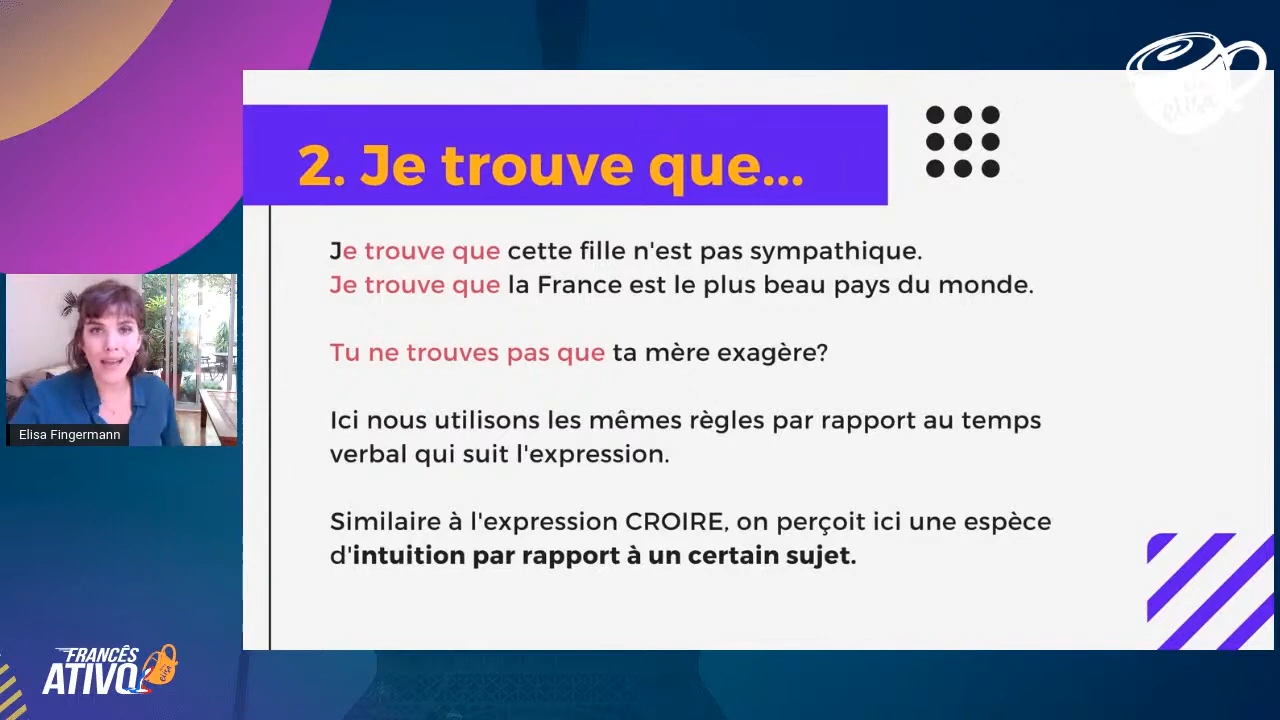 2. Je trouve que...
Je trouve que cette fille n'est pas sympathique.
Je trouve que la France est le plus beau pays du monde.
Tu ne trouves pas que ta mère exagère?
Ici nous utilisons les mêmes règles par rapport au temps
verbal qui suit l'expression.
Similaire à l'expression CROIRE, on perçoit ici une espèce
d'intuition par rapport à un certain sujet.
Elisa Fingermann
FRANCÊS
ATIVO
elisa